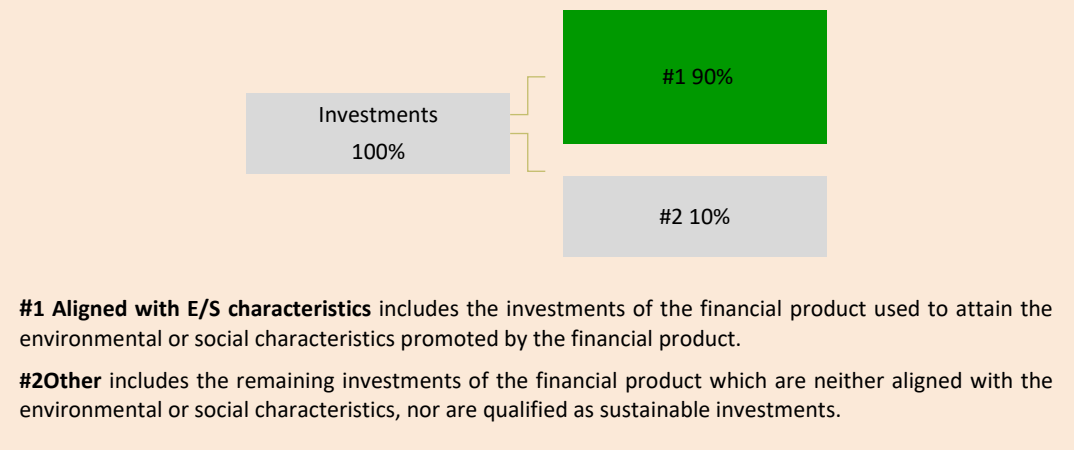 #1 90%
Investments
100%
#2 10%
#1 Aligned with E/S characteristics includes the investments of the financial product used to attain the
environmental or social characteristics promoted by the financial product.
#2Other includes the remaining investments of the financial product which are neither aligned with the
environmental or social characteristics, nor are qualified as sustainable investments.